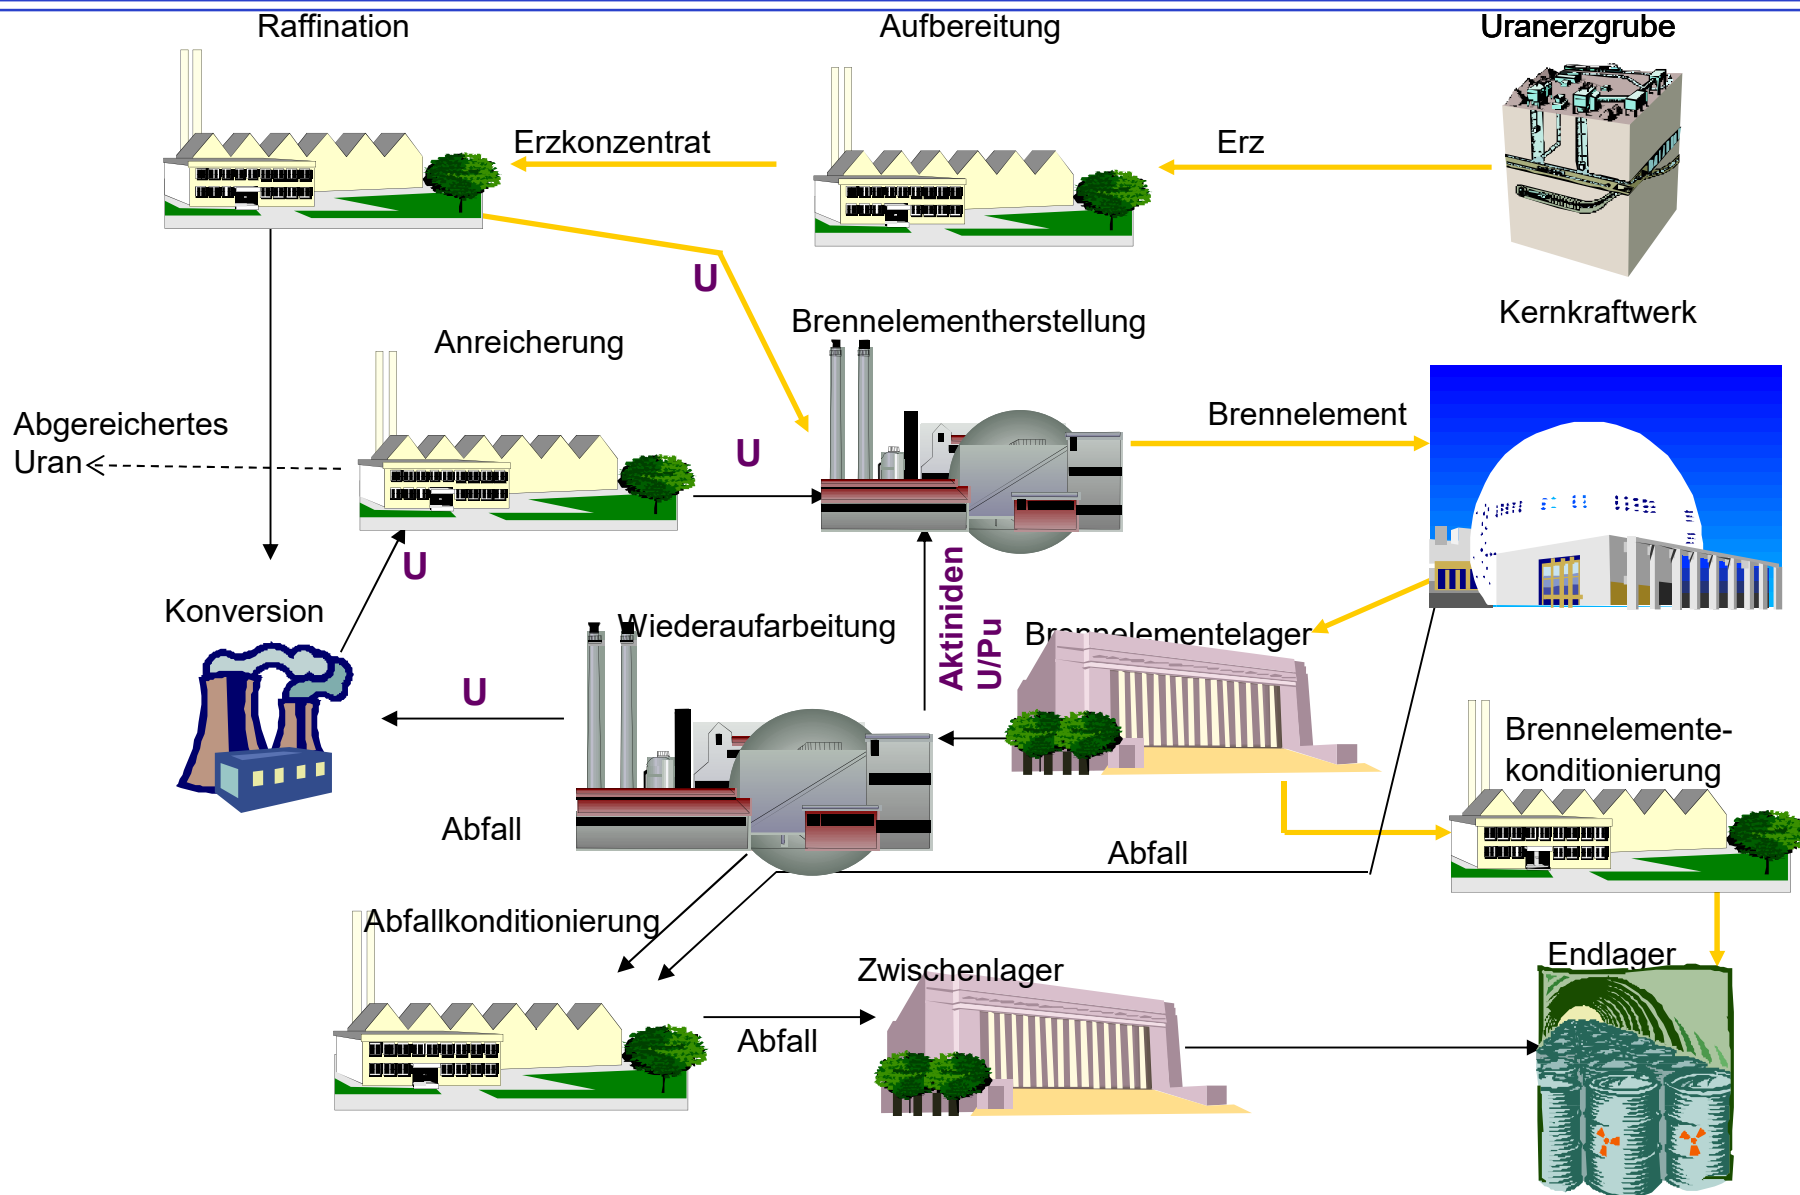 Raffination
Aufbereitung
Uranerzgrube
Erzkonzentrat
Erz
U
Kernkraftwerk
Brennelementherstellung
Anreicherung
Brennelement
Abgereichertes
Uran
U
U
Aktiniden
U/Pu
Konversion
Wiederaufarbeitung
Brennelementelager
U
Brennelemente-
konditionierung
Abfall
Abfall
Abfallkonditionierung
Endlager
Zwischenlager
Abfall